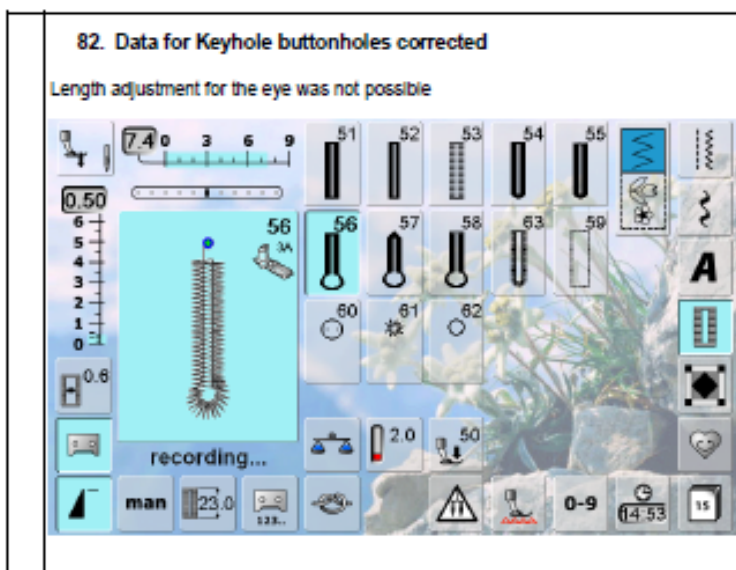 82. Data for Keyhole buttonholes corrected
Length adjustment for the eye was not possible
7.4 0 3 6 9
51 52 53 54 55
0.50
6
5
4
3
2
1
0
56
3A
56 57 58 63 59
60 61 62
A
0.6
recording...
2.0
50
man
23.0
123..
0-9
14:53
15